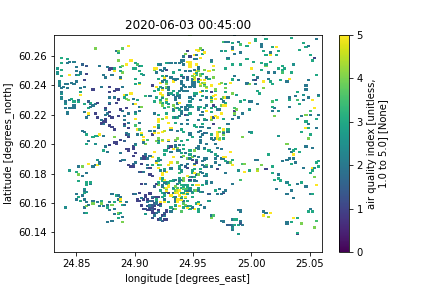 2020-06-03 00:45:00
60.26
60.24
60.22
60.20
60.18
60.16
60.14
latitude [degrees_north]
24.85 24.90 24.95 25.00 25.05
longitude [degrees_east]
5
4
3
2
1
0
air quality index [unitless,
1.0 to 5.0] [None]